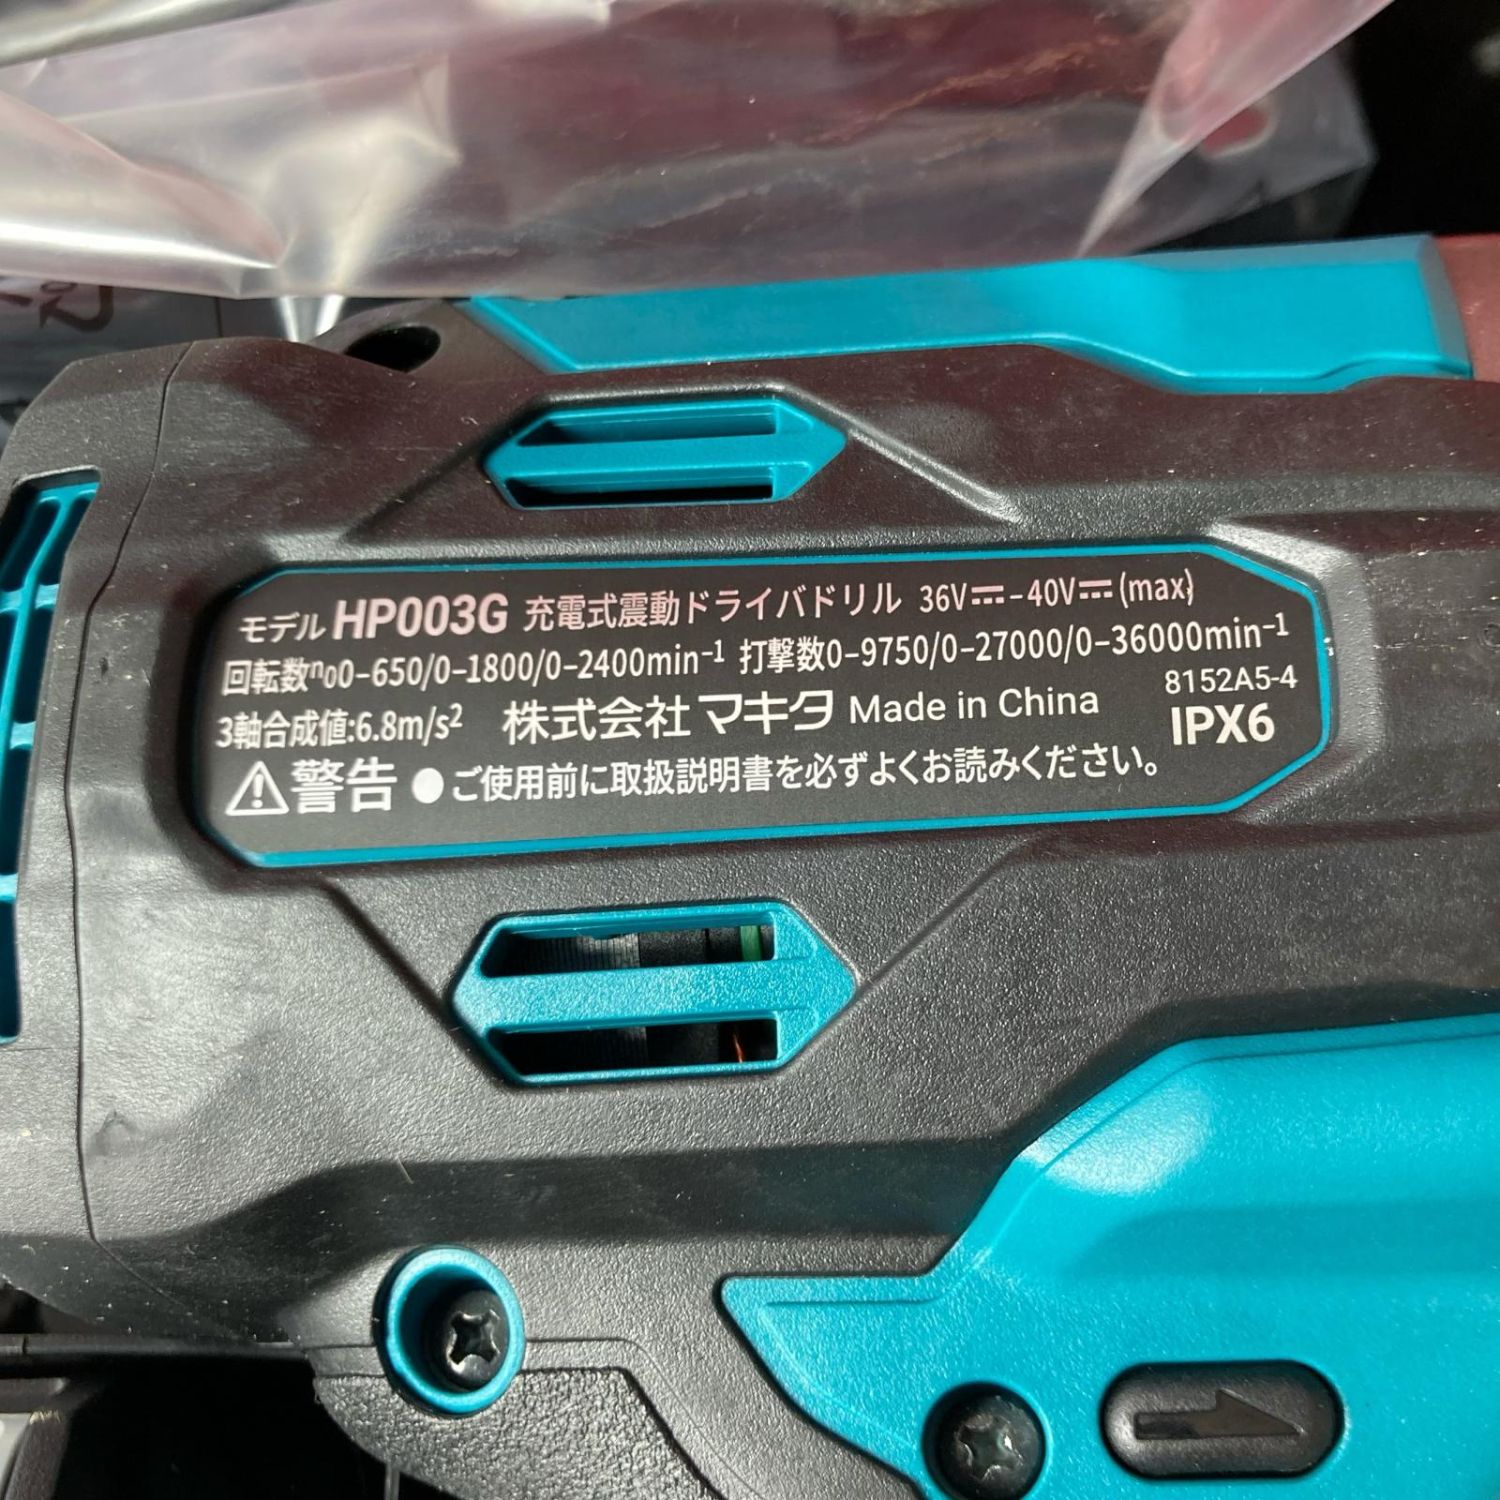 モデル HP003G 充電式震動ドライバドリル 36V⎓-40V⎓(max)
回転数n₀0-650/0-1800/0-2400min⁻¹ 打撃数0-9750/0-27000/0-36000min⁻¹
3軸合成値:6.8m/s² 株式会社マキタ Made in China 8152A5-4
IPX6
⚠警告 ●ご使用前に取扱説明書を必ずよくお読みください。